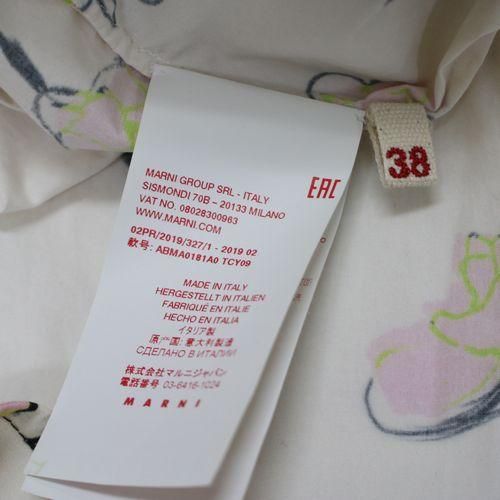 MARNI GROUP SRL - ITALY
SISMONDI 70B – 20133 MILANO
VAT NO. 08028300963
WWW.MARNI.COM
EAC
38
02PR/2019/327/1 - 2019 02
款号: ABMA0181A0 TCY09
MADE IN ITALY
HERGESTELLT IN ITALIEN
FABRIQUÉ EN ITALIE
HECHO EN ITALIA
イタリア製
原产国: 意大利製造
СДЕЛАНО В ИТАЛИИ
株式会社マルニジャパン
電話番号 03-6416-1024
MARNI